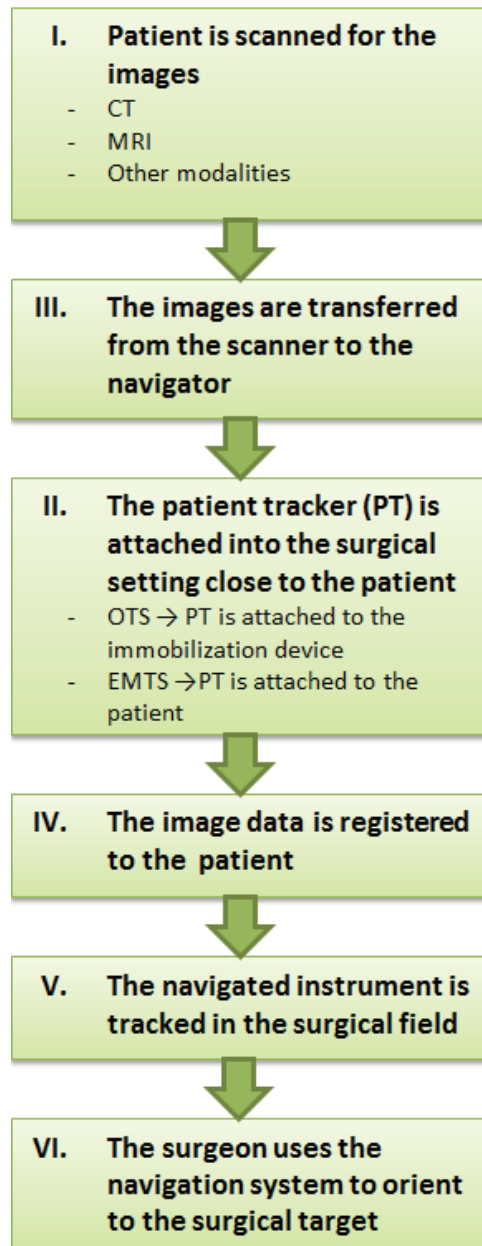 I. Patient is scanned for the
images
- CT
- MRI
- Other modalities
III. The images are transferred
from the scanner to the
navigator
II. The patient tracker (PT) is
attached into the surgical
setting close to the patient
- OTS → PT is attached to the
immobilization device
- EMTS →PT is attached to the
patient
IV. The image data is registered
to the patient
V. The navigated instrument is
tracked in the surgical field
VI. The surgeon uses the
navigation system to orient
to the surgical target